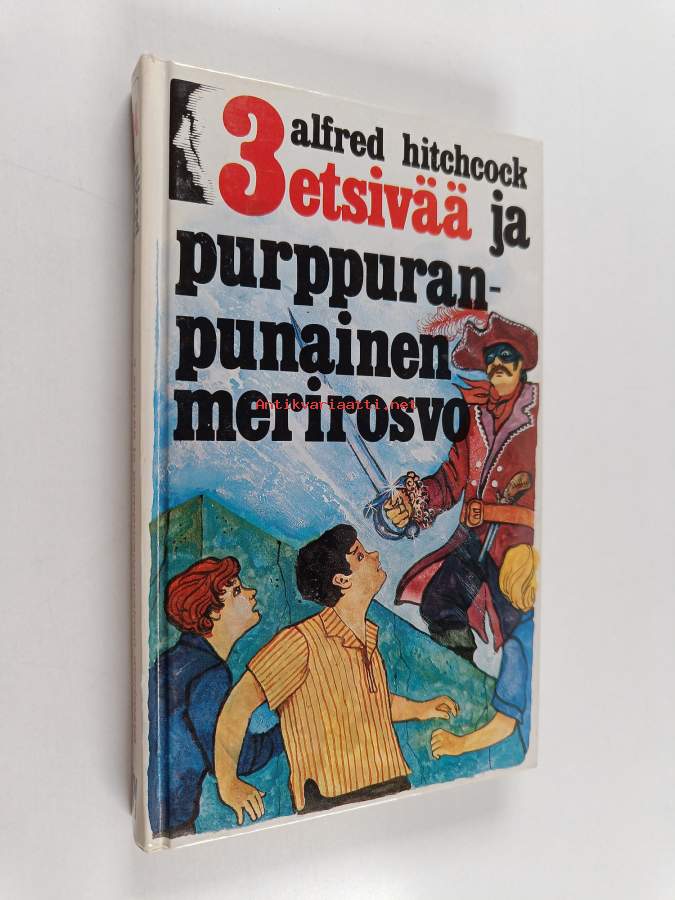 alfred hitchcock
3 etsivää ja
purppuran-
punainen
merirosvo
Antikvariaatti.net